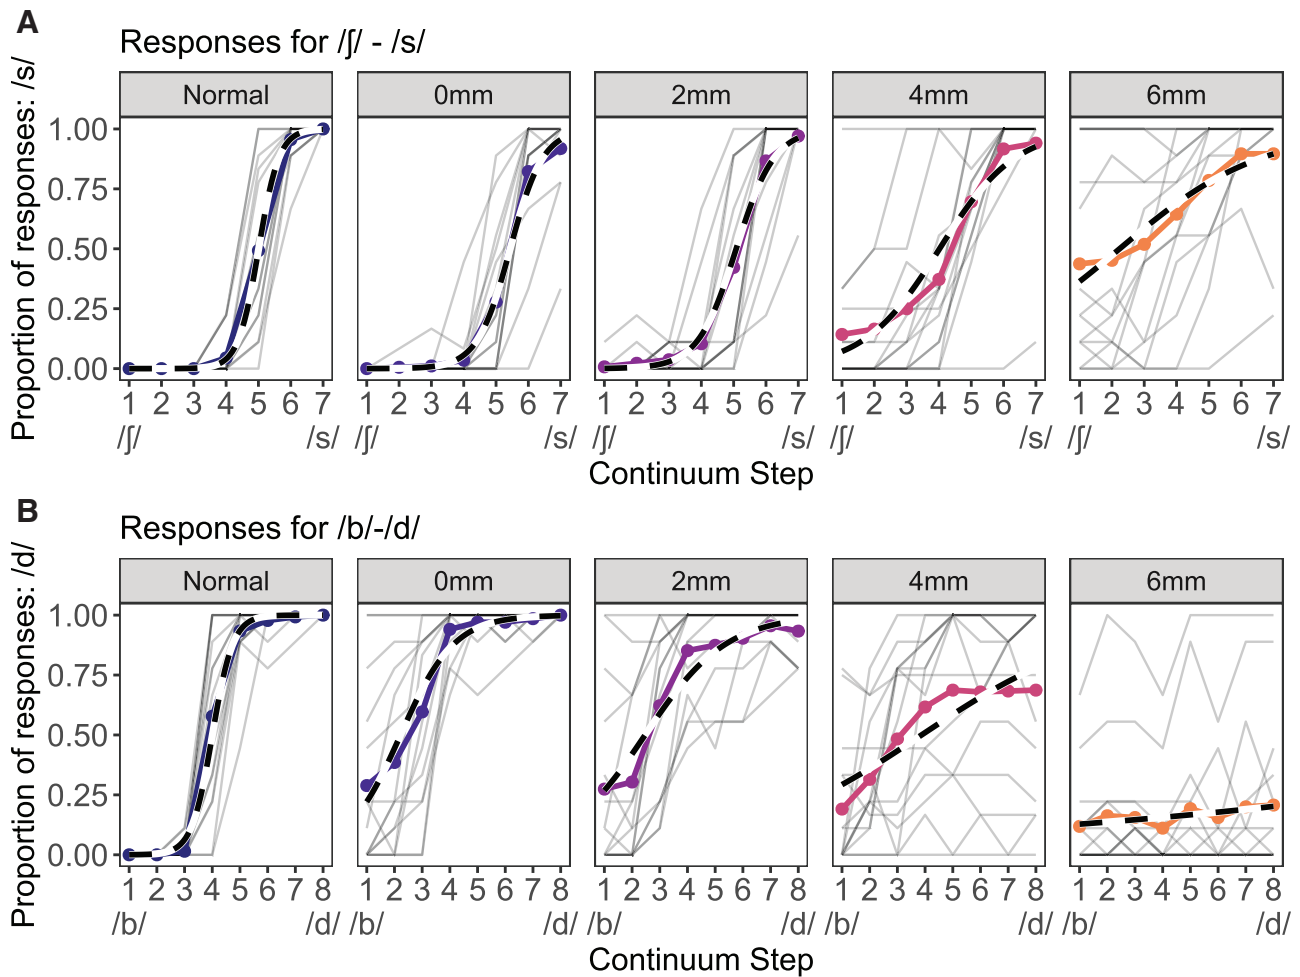 A
Responses for /ʃ/ - /s/
Proportion of responses: /s/
Normal 0mm 2mm 4mm 6mm
1.00
0.75
0.50
0.25
0.00
1 2 3 4 5 6 7 1 2 3 4 5 6 7 1 2 3 4 5 6 7 1 2 3 4 5 6 7 1 2 3 4 5 6 7
/ʃ/ /s/ /ʃ/ /s/ /ʃ/ /s/ /ʃ/ /s/ /ʃ/ /s/
Continuum Step
B
Responses for /b/-/d/
Proportion of responses: /d/
Normal 0mm 2mm 4mm 6mm
1.00
0.75
0.50
0.25
0.00
1 2 3 4 5 6 7 8 1 2 3 4 5 6 7 8 1 2 3 4 5 6 7 8 1 2 3 4 5 6 7 8 1 2 3 4 5 6 7 8
/b/ /d/ /b/ /d/ /b/ /d/ /b/ /d/ /b/ /d/
Continuum Step